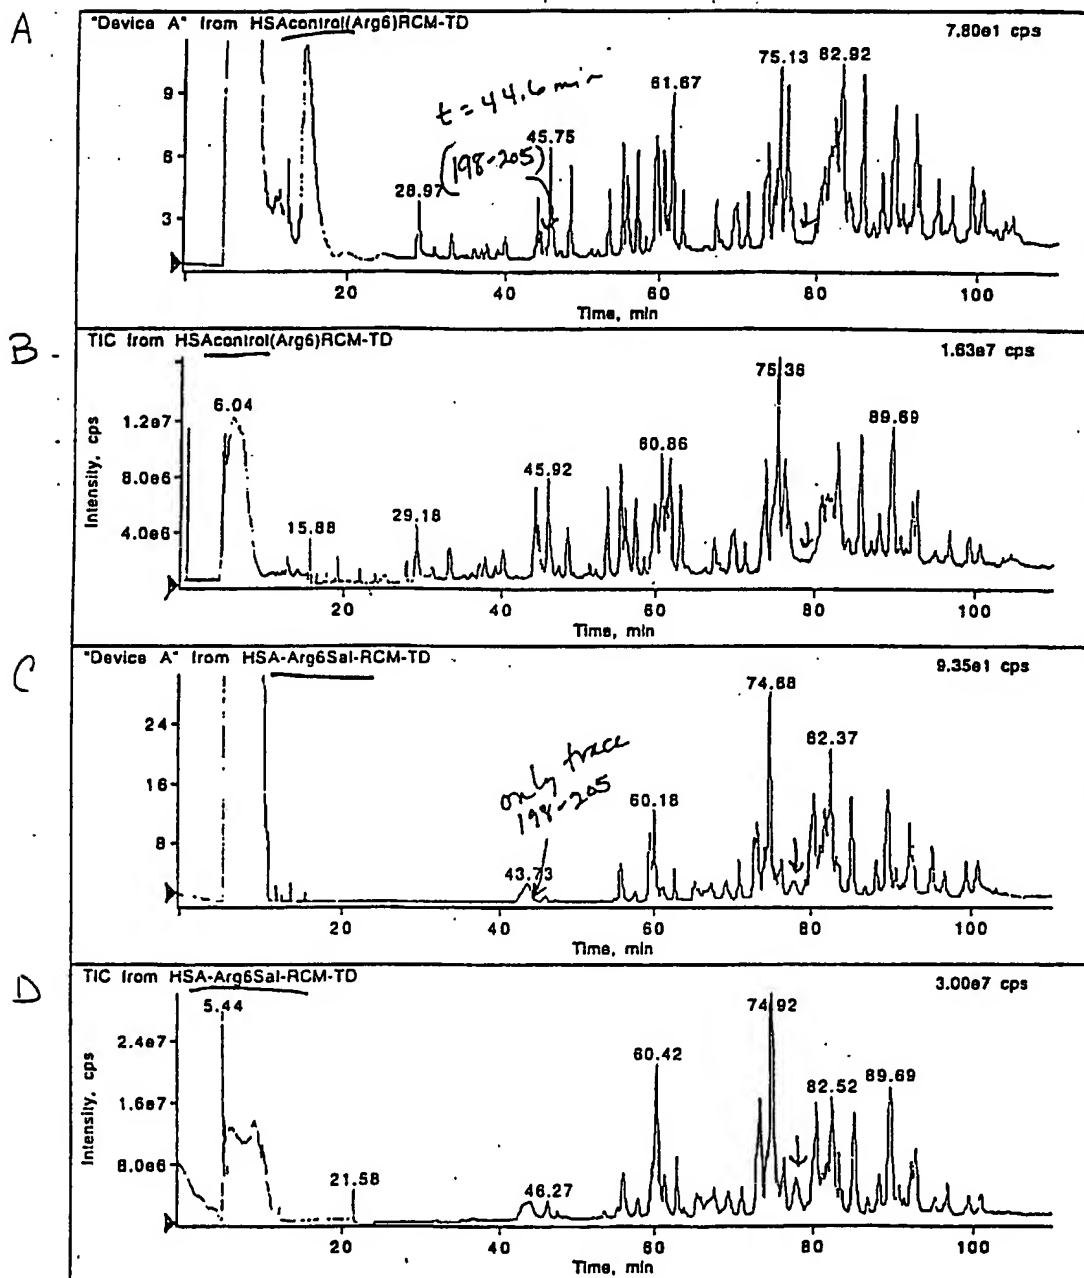 A
"Device A" from HSAcontrol(Arg6)RCM-TD
7.80e1 cps
9
6
3
t = 44.6 min
(198-205)
28.97
45.75
61.67
75.13
82.92
20
40
60
80
100
Time, min
B
TIC from HSAcontrol(Arg6)RCM-TD
1.63e7 cps
Intensity, cps
1.2e7
8.0e6
4.0e6
6.04
15.88
29.18
45.92
60.86
75.38
89.69
20
40
60
80
100
Time, min
C
"Device A" from HSA-Arg6Sal-RCM-TD
9.35e1 cps
24
16
8
only trace
198-205
43.73
60.18
74.68
82.37
20
40
60
80
100
Time, min
D
TIC from HSA-Arg6Sal-RCM-TD
3.00e7 cps
Intensity, cps
2.4e7
1.6e7
8.0e6
5.44
21.58
46.27
60.42
74.92
82.52
89.69
20
40
60
80
100
Time, min